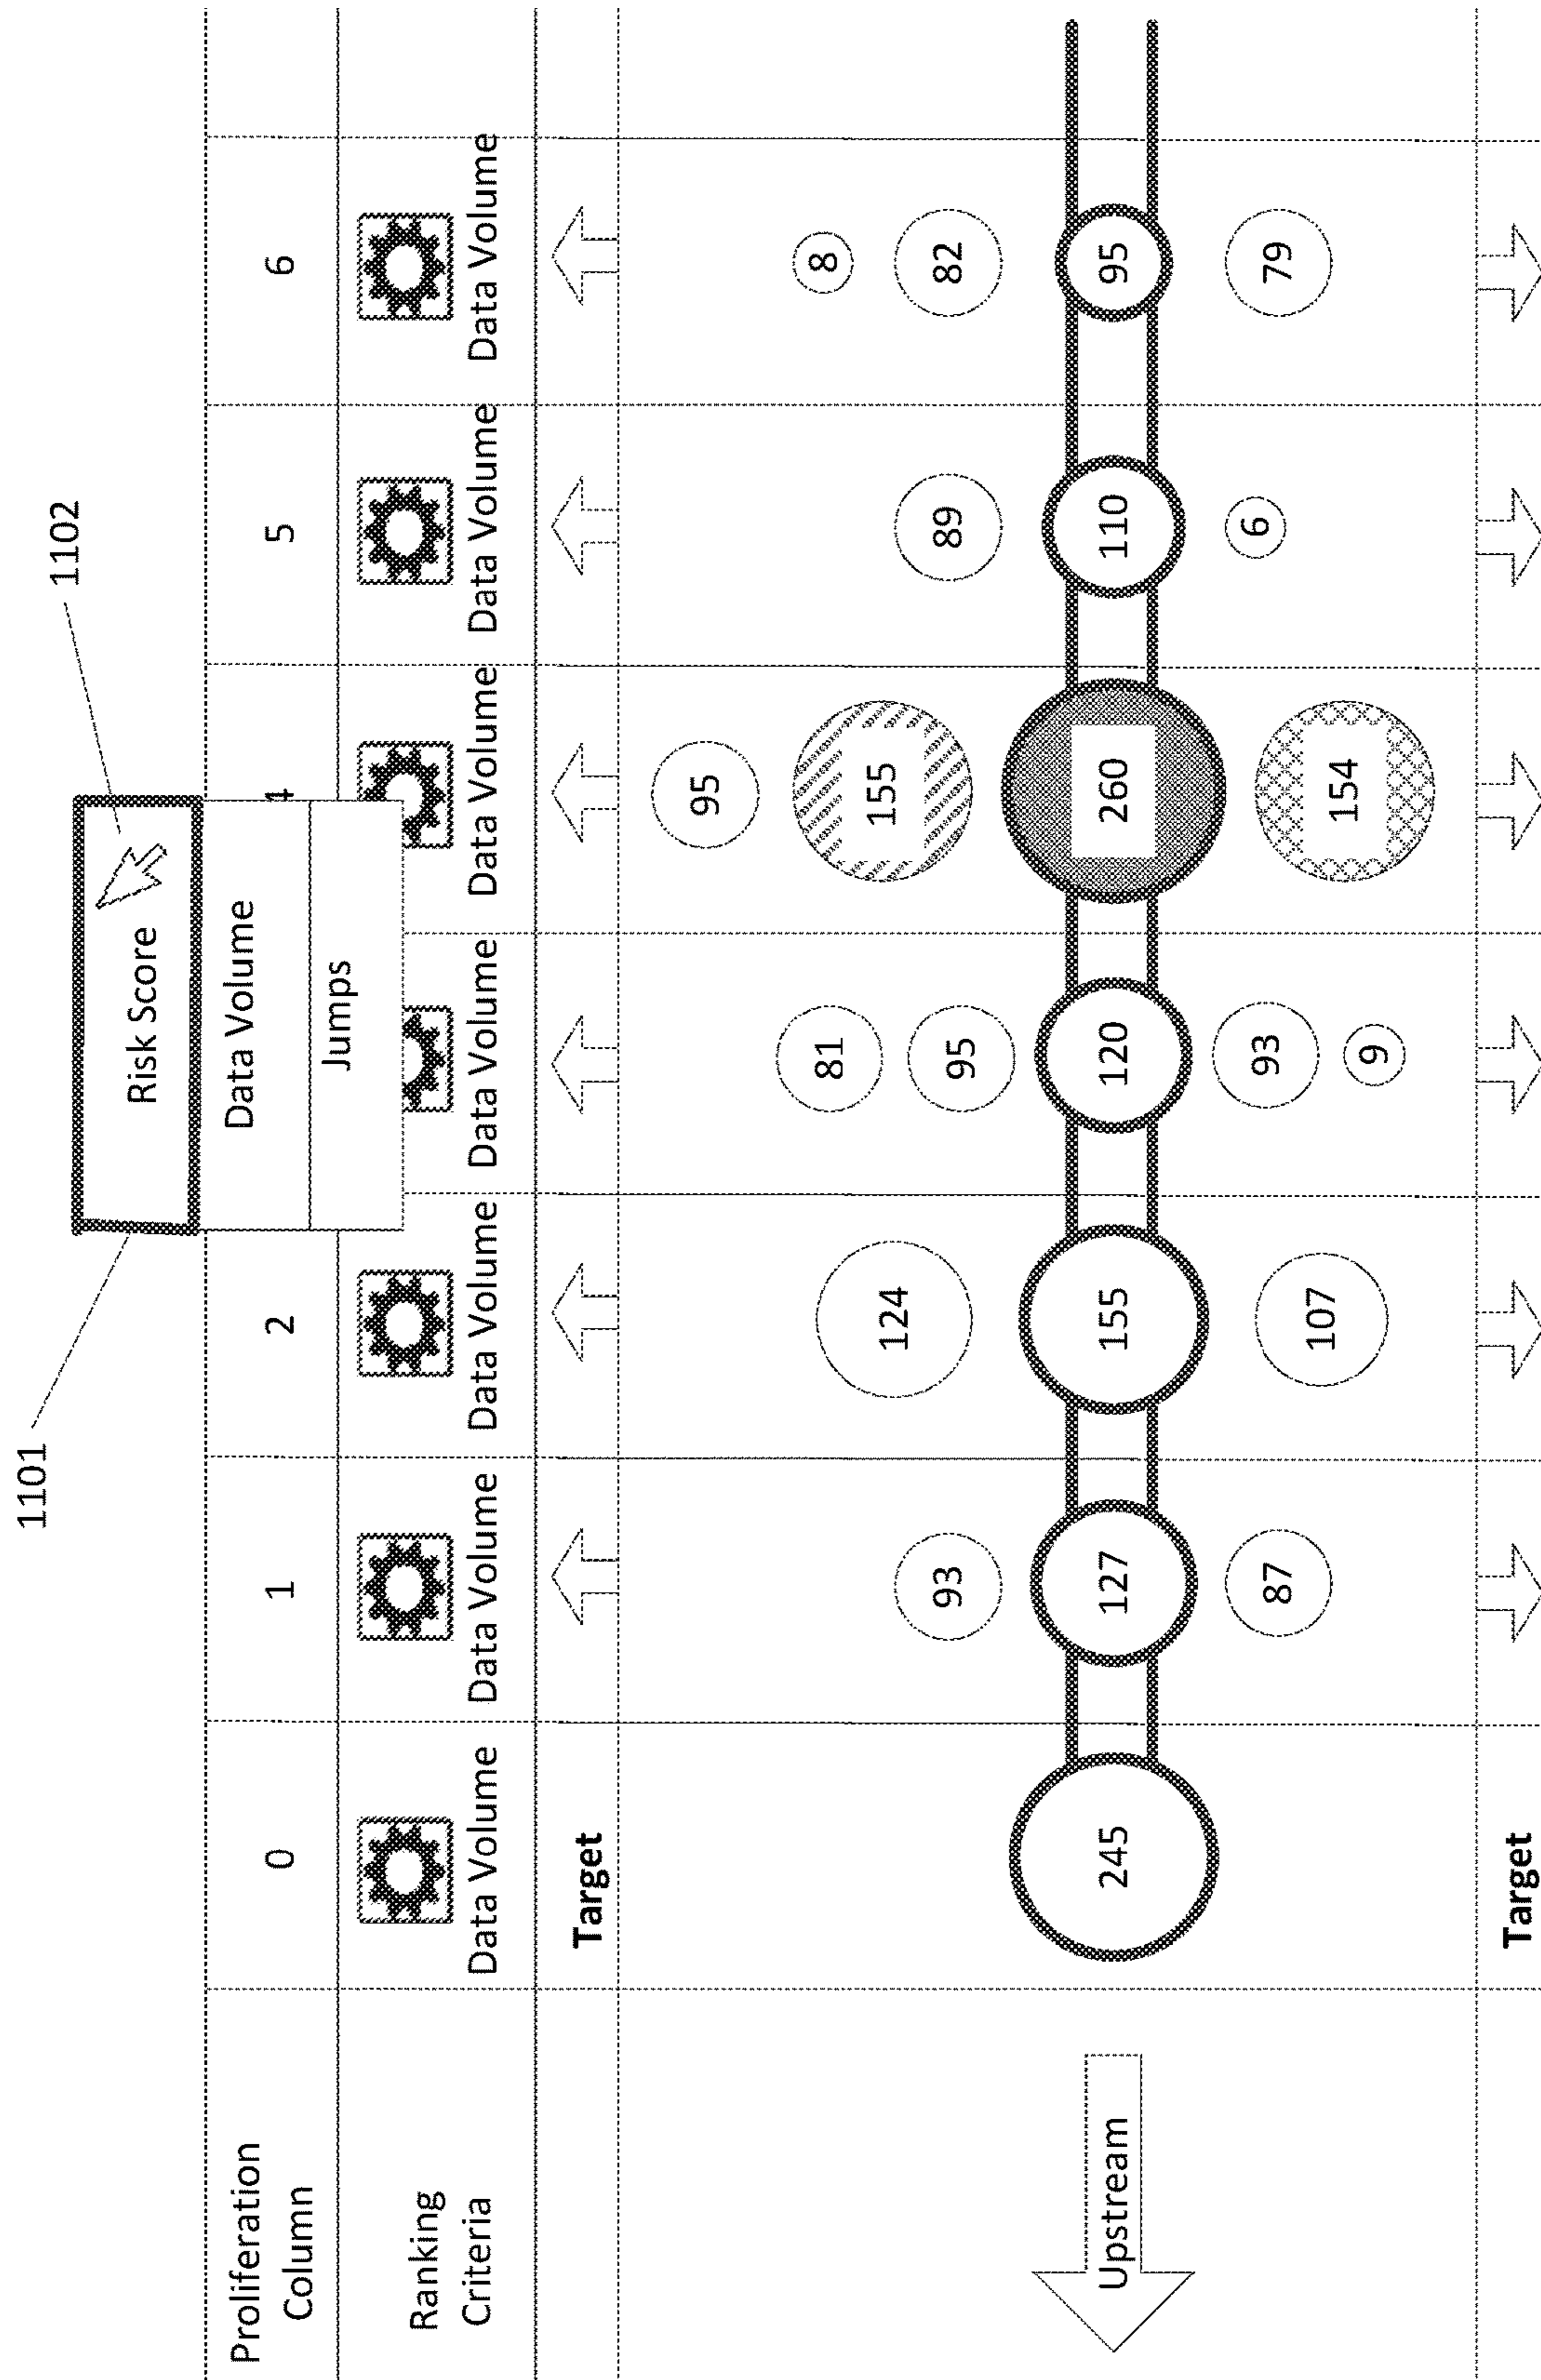 1101
1102
Risk Score
Data Volume
Jumps
Proliferation
Column
0 1 2 5 6
Ranking
Criteria
Data Volume Data Volume Data Volume Data Volume Data Volume Data Volume Data Volume
Target
95
8
81
155
124
93 89 82
95
Upstream 245 127 155 120 260 110 95
6
93
87 79
107
154
9
Target